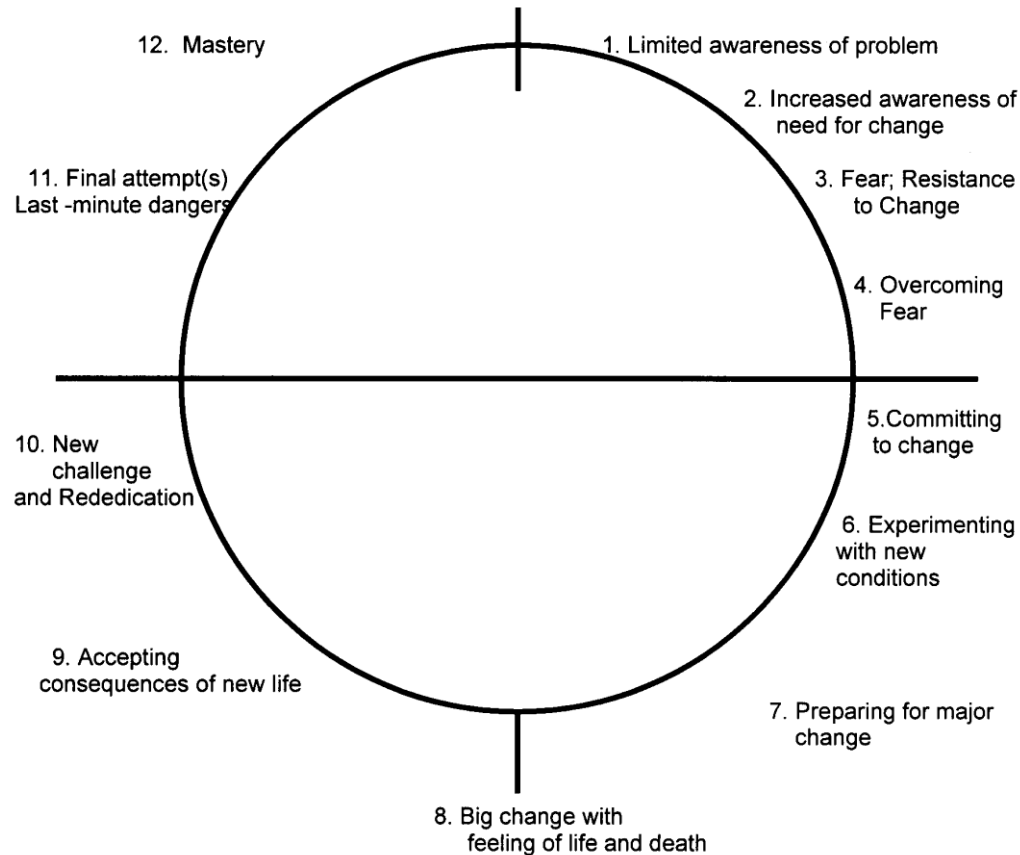 12. Mastery
1. Limited awareness of problem
2. Increased awareness of
need for change
3. Fear; Resistance
to Change
4. Overcoming
Fear
5.Committing
to change
6. Experimenting
with new
conditions
7. Preparing for major
change
8. Big change with
feeling of life and death
9. Accepting
consequences of new life
10. New
challenge
and Rededication
11. Final attempt(s)
Last -minute dangers